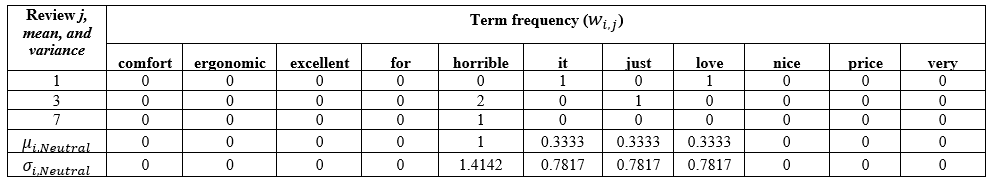 Review j, mean, and variance Term frequency (wᵢ,ⱼ)
comfort ergonomic excellent for horrible it just love nice price very
1 0 0 0 0 0 1 0 1 0 0 0
3 0 0 0 0 2 0 1 0 0 0 0
7 0 0 0 0 1 0 0 0 0 0 0
μi,Neutral 0 0 0 0 1 0.3333 0.3333 0.3333 0 0 0
σi,Neutral 0 0 0 0 1.4142 0.7817 0.7817 0.7817 0 0 0